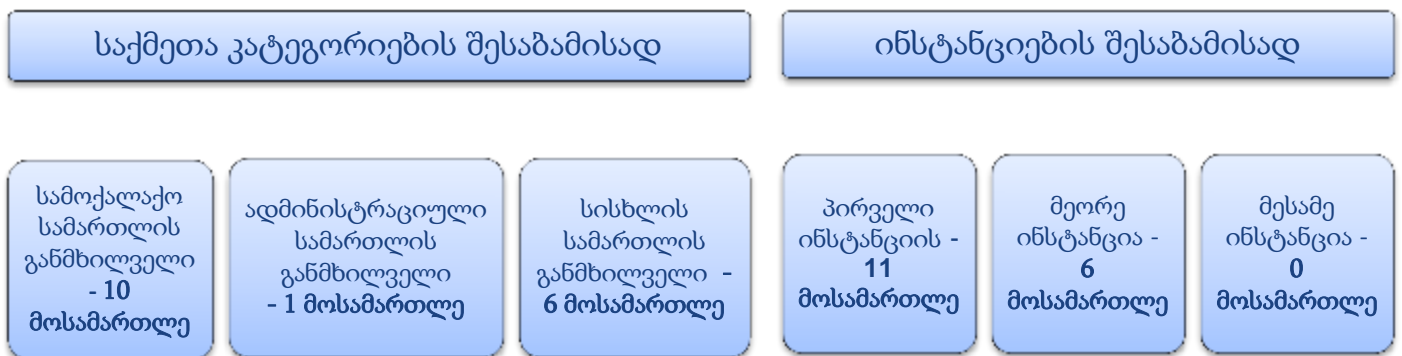 საქმეთა კატეგორიების შესაბამისად
ინსტანციების შესაბამისად
სამოქალაქო
სამართლის
განმხილველი
- 10
მოსამართლე
ადმინისტრაციული
სამართლის
განმხილველი
- 1 მოსამართლე
სისხლის
სამართლის
განმხილველი -
6 მოსამართლე
პირველი
ინსტანციის -
11
მოსამართლე
მეორე
ინსტანცია -
6
მოსამართლე
მესამე
ინსტანცია -
0
მოსამართლე